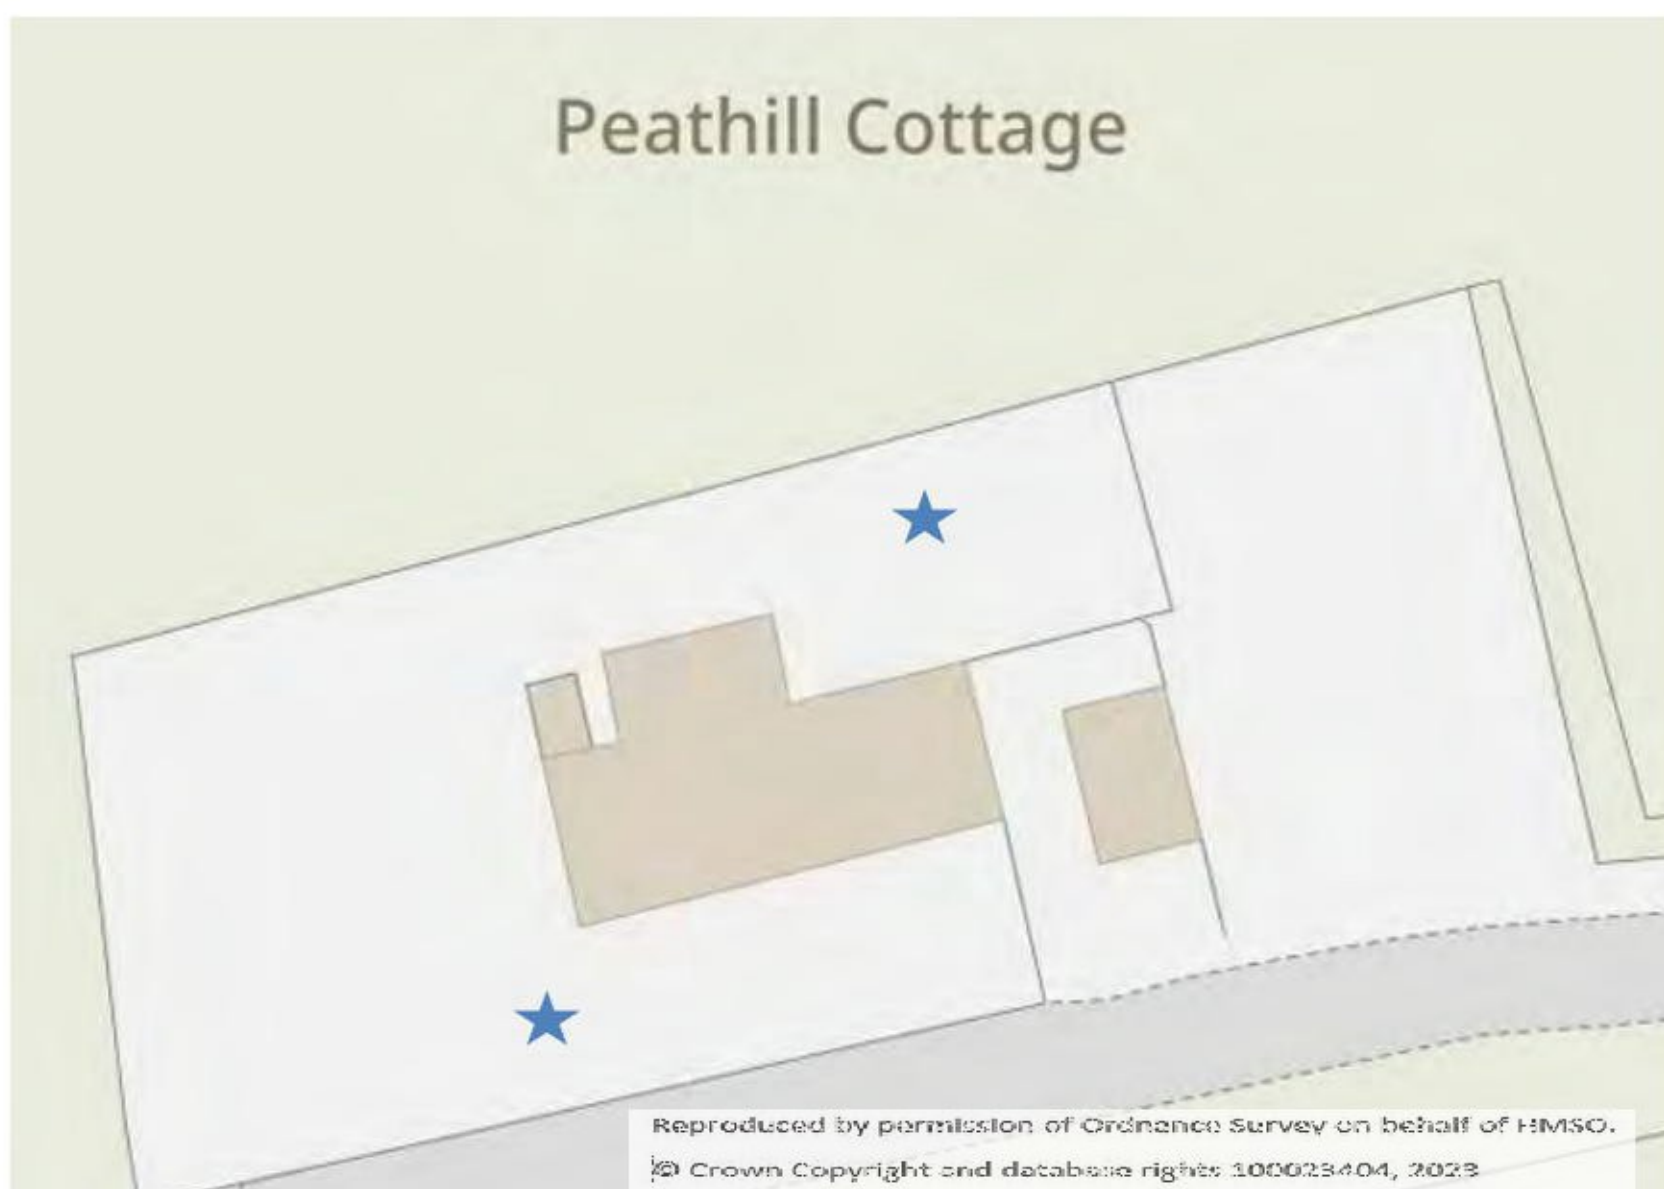 Peathill Cottage
Reproduced by permission of Ordnance Survey on behalf of HMSO.
© Crown Copyright and database rights 100023404, 2023